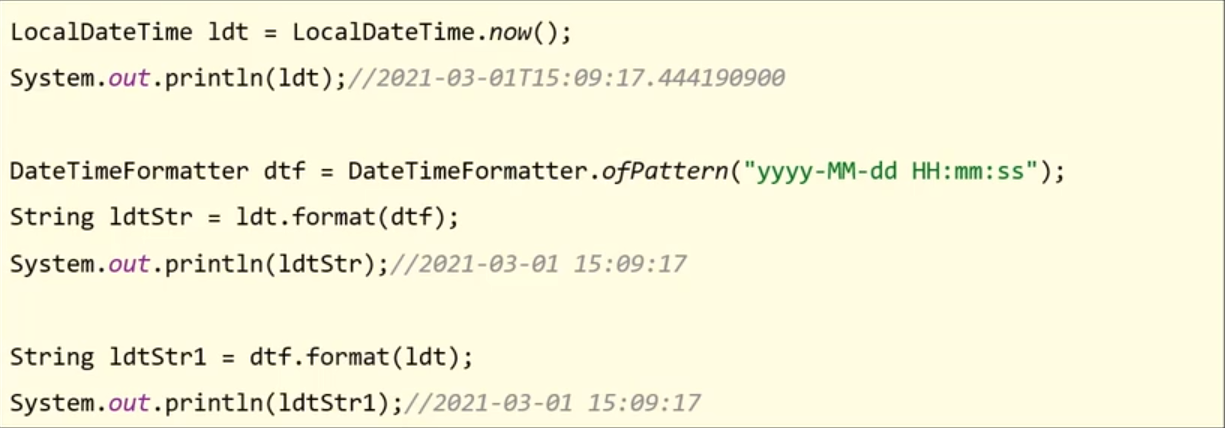 LocalDateTime ldt = LocalDateTime.now();
System.out.println(ldt);//2021-03-01T15:09:17.444190900
DateTimeFormatter dtf = DateTimeFormatter.ofPattern("yyyy-MM-dd HH:mm:ss");
String ldtStr = ldt.format(dtf);
System.out.println(ldtStr);//2021-03-01 15:09:17
String ldtStr1 = dtf.format(ldt);
System.out.println(ldtStr1);//2021-03-01 15:09:17